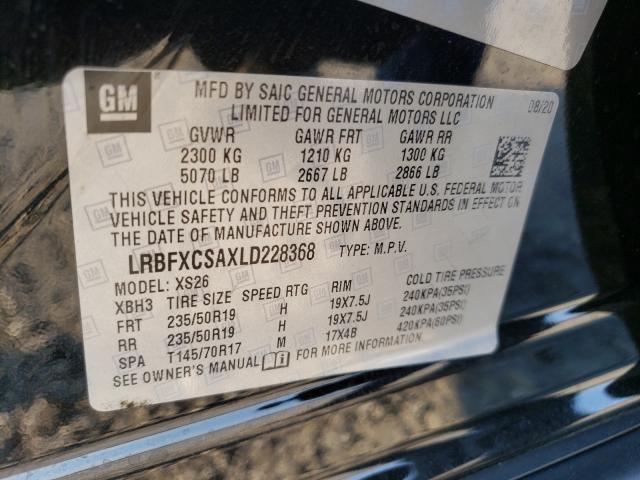 GM
MFD BY SAIC GENERAL MOTORS CORPORATION
LIMITED FOR GENERAL MOTORS LLC
08/20
GVWR GAWR FRT GAWR RR
2300 KG 1210 KG 1300 KG
5070 LB 2667 LB 2866 LB
THIS VEHICLE CONFORMS TO ALL APPLICABLE U.S. FEDERAL MOTOR
VEHICLE SAFETY AND THEFT PREVENTION STANDARDS IN EFFECT ON
THE DATE OF MANUFACTURE SHOWN ABOVE.
LRBFXCSAXLD228368 TYPE: M.P.V.
MODEL: XS26
XBH3 TIRE SIZE SPEED RTG RIM COLD TIRE PRESSURE
FRT 235/50R19 H 19X7.5J 240KPA(35PSI)
RR 235/50R19 H 19X7.5J 240KPA(35PSI)
SPA T145/70R17 M 17X4B 420KPA(60PSI)
SEE OWNER'S MANUAL FOR MORE INFORMATION